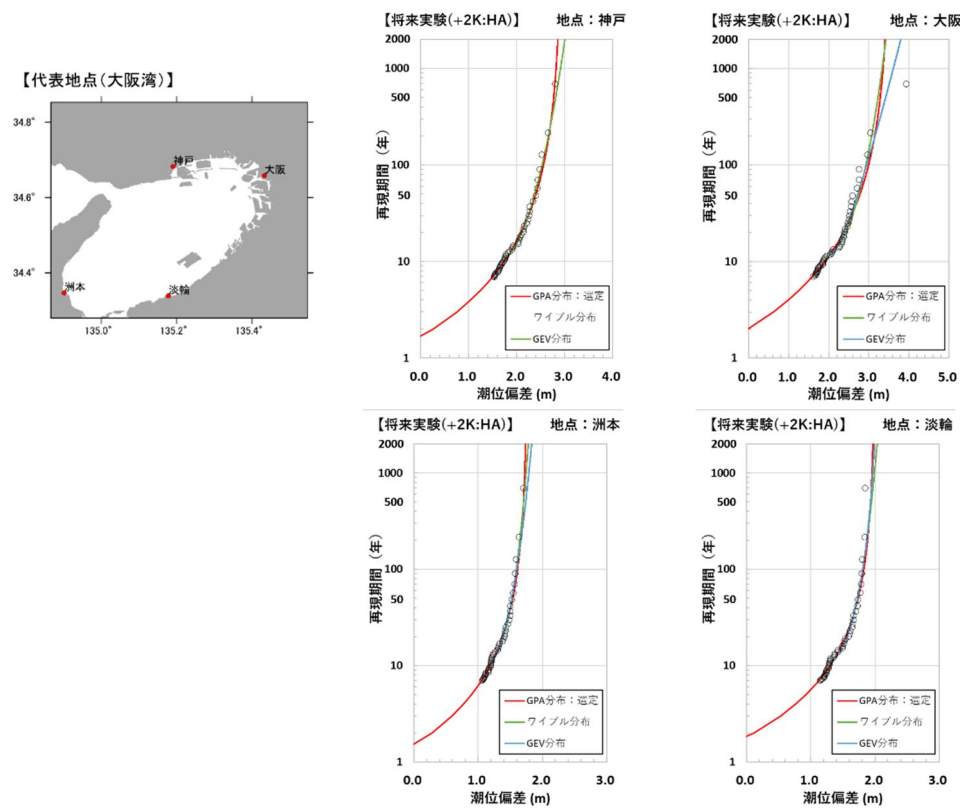 【代表地点(大阪湾)】
34.8°
34.6°
34.4°
135.0°
135.2°
135.4°
神戸
大阪
洲本
淡輪
【将来実験(+2K:HA)】 地点：神戸
再現期間（年）
2000
1000
500
100
50
10
1
GPA分布：選定
ワイブル分布
GEV分布
0.0 1.0 2.0 3.0 4.0
潮位偏差 (m)
【将来実験(+2K:HA)】 地点：大阪
再現期間（年）
2000
1000
500
100
50
10
1
GPA分布：選定
ワイブル分布
GEV分布
0.0 1.0 2.0 3.0 4.0 5.0
潮位偏差 (m)
【将来実験(+2K:HA)】 地点：洲本
再現期間（年）
2000
1000
500
100
50
10
1
GPA分布：選定
ワイブル分布
GEV分布
0.0 1.0 2.0 3.0
潮位偏差 (m)
【将来実験(+2K:HA)】 地点：淡輪
再現期間（年）
2000
1000
500
100
50
10
1
GPA分布：選定
ワイブル分布
GEV分布
0.0 1.0 2.0 3.0
潮位偏差 (m)